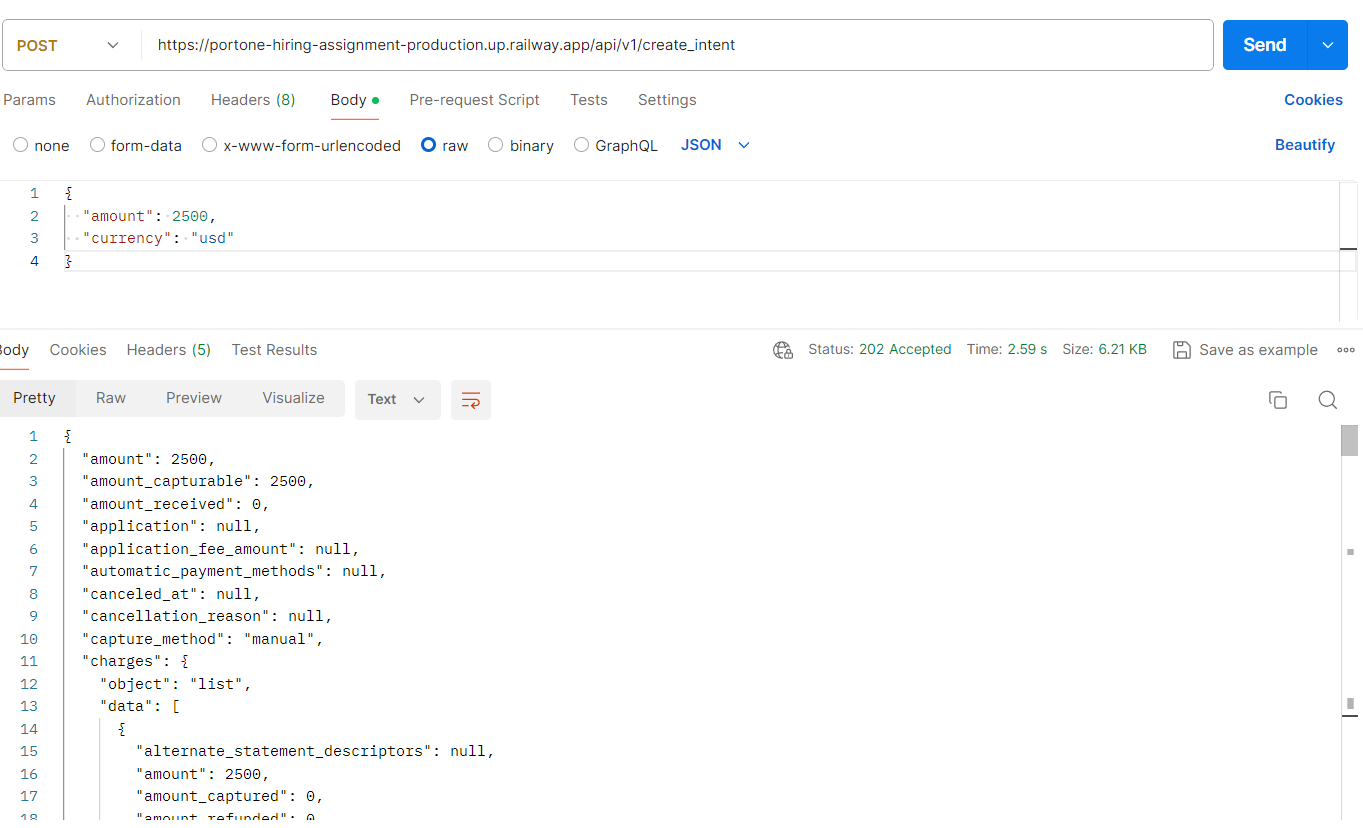 POST https://portone-hiring-assignment-production.up.railway.app/api/v1/create_intent Send
Params Authorization Headers (8) Body Pre-request Script Tests Settings Cookies
none form-data x-www-form-urlencoded raw binary GraphQL JSON Beautify
1 {
2 "amount": 2500,
3 "currency": "usd"
4 }
Body Cookies Headers (5) Test Results Status: 202 Accepted Time: 2.59 s Size: 6.21 KB Save as example
Pretty Raw Preview Visualize Text
1 {
2 "amount": 2500,
3 "amount_capturable": 2500,
4 "amount_received": 0,
5 "application": null,
6 "application_fee_amount": null,
7 "automatic_payment_methods": null,
8 "canceled_at": null,
9 "cancellation_reason": null,
10 "capture_method": "manual",
11 "charges": {
12 "object": "list",
13 "data": [
14 {
15 "alternate_statement_descriptors": null,
16 "amount": 2500,
17 "amount_captured": 0,
18 "amount_refunded": 0